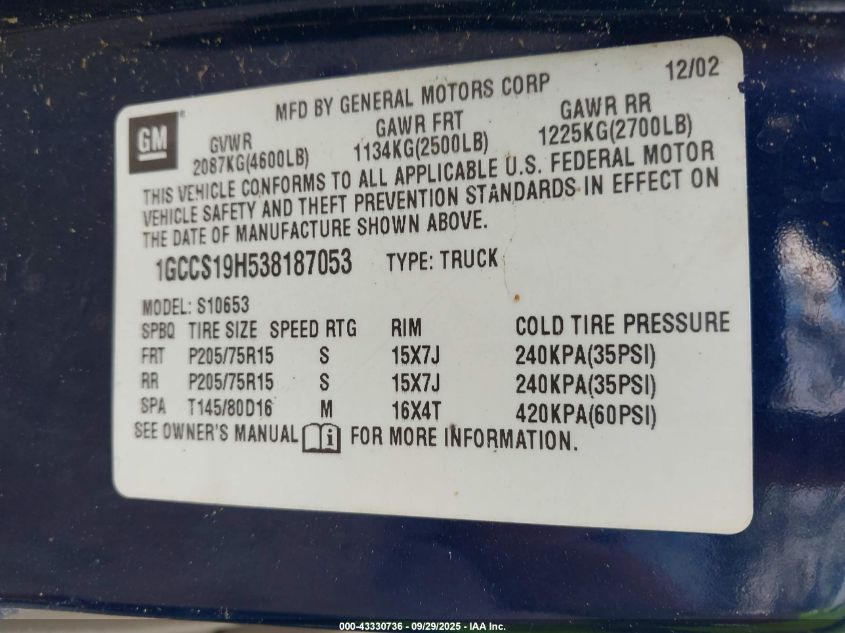 12/02
MFD BY GENERAL MOTORS CORP
GM®
GVWR GAWR FRT GAWR RR
2087KG(4600LB) 1134KG(2500LB) 1225KG(2700LB)
THIS VEHICLE CONFORMS TO ALL APPLICABLE U.S. FEDERAL MOTOR
VEHICLE SAFETY AND THEFT PREVENTION STANDARDS IN EFFECT ON
THE DATE OF MANUFACTURE SHOWN ABOVE.
1GCCS19H538187053 TYPE: TRUCK
MODEL: S10653
SPBQ TIRE SIZE SPEED RTG RIM COLD TIRE PRESSURE
FRT P205/75R15 S 15X7J 240KPA(35PSI)
RR P205/75R15 S 15X7J 240KPA(35PSI)
SPA T145/80D16 M 16X4T 420KPA(60PSI)
SEE OWNER'S MANUAL i FOR MORE INFORMATION.
000-43330736 - 09/29/2025 - IAA Inc.